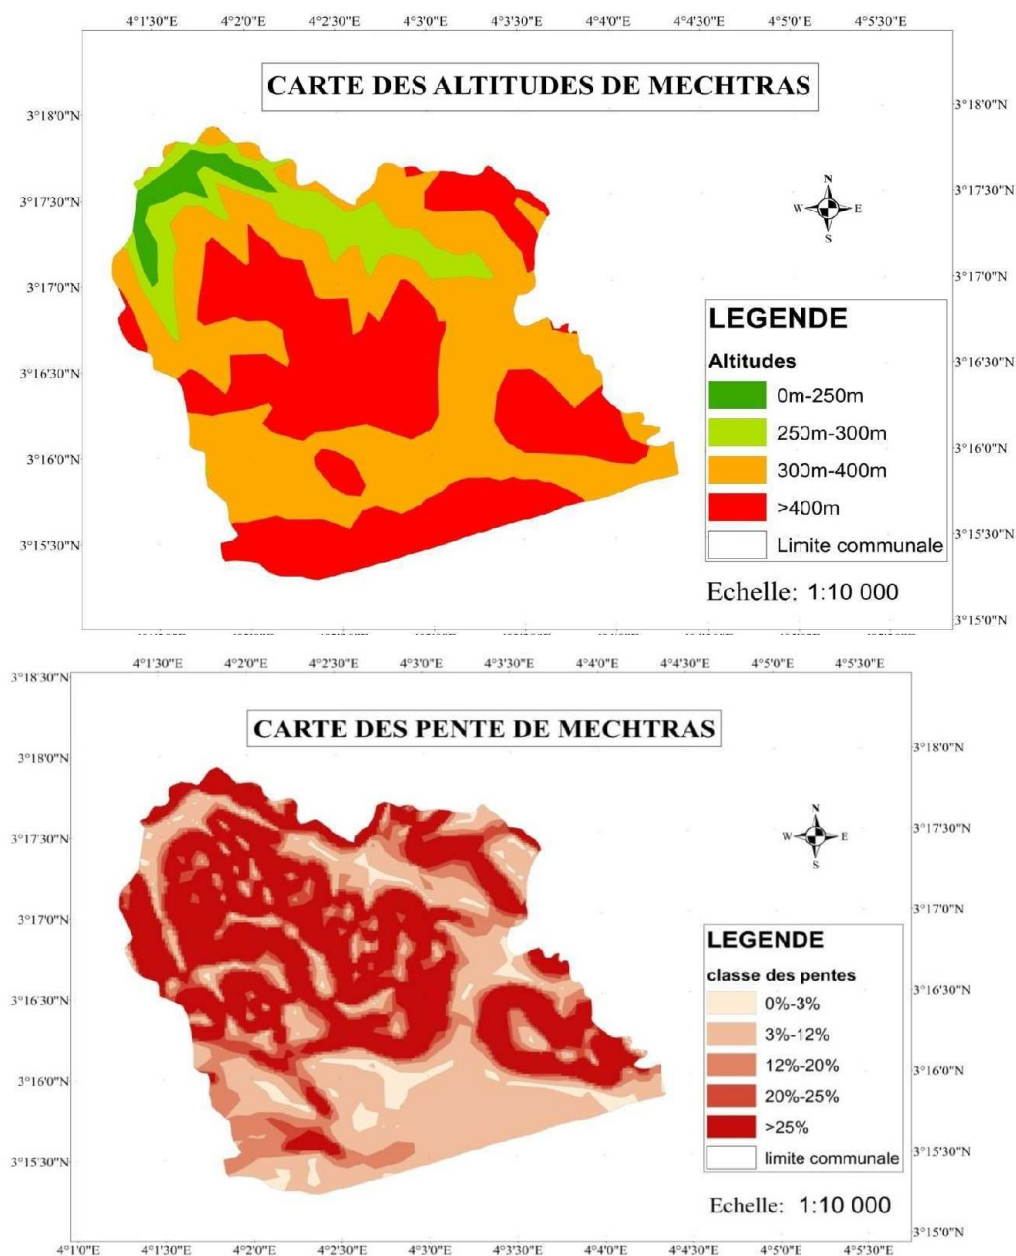 4°1'30"E 4°2'0"E 4°2'30"E 4°3'0"E 4°3'30"E 4°4'0"E 4°4'30"E 4°5'0"E 4°5'30"E
CARTE DES ALTITUDES DE MECHTRAS
3°18'0"N
3°18'0"N
3°17'30"N
3°17'30"N
N
W E
S
3°17'0"N
3°17'0"N
LEGENDE
Altitudes
0m-250m
250m-300m
300m-400m
>400m
Limite communale
3°16'30"N
3°16'30"N
3°16'0"N
3°16'0"N
3°15'30"N
3°15'30"N
Echelle: 1:10 000
3°15'0"N
4°1'30"E 4°2'0"E 4°2'30"E 4°3'0"E 4°3'30"E 4°4'0"E 4°4'30"E 4°5'0"E 4°5'30"E
3°18'30"N
CARTE DES PENTE DE MECHTRAS
3°18'0"N
3°18'0"N
3°17'30"N
3°17'30"N
N
W E
S
3°17'0"N
3°17'0"N
LEGENDE
classe des pentes
0%-3%
3%-12%
12%-20%
20%-25%
>25%
limite communale
3°16'30"N
3°16'30"N
3°16'0"N
3°16'0"N
3°15'30"N
3°15'30"N
Echelle: 1:10 000
3°15'0"N
4°1'0"E 4°1'30"E 4°2'0"E 4°2'30"E 4°3'0"E 4°3'30"E 4°4'0"E 4°4'30"E 4°5'0"E